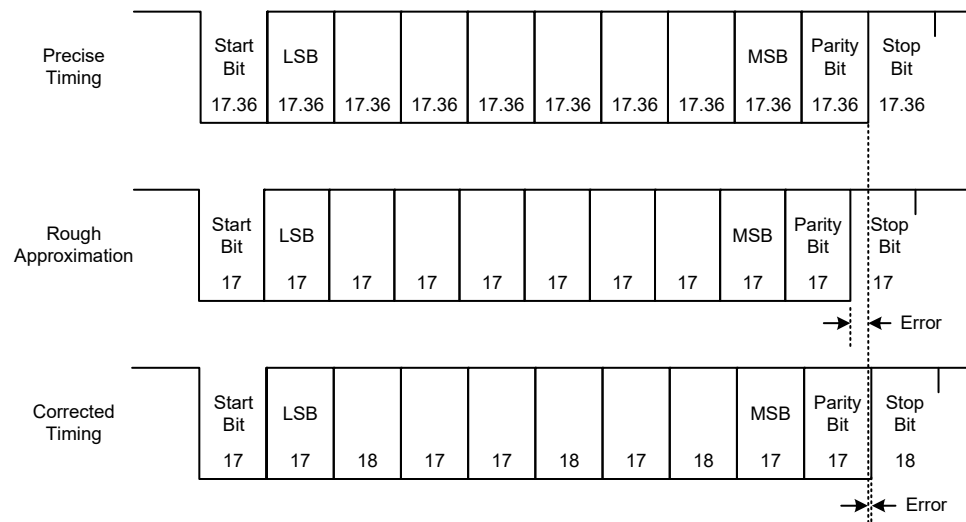 Precise
Timing
Start
Bit
LSB
MSB
Parity
Bit
Stop
Bit
17.36 17.36 17.36 17.36 17.36 17.36 17.36 17.36 17.36 17.36 17.36
Rough
Approximation
Start
Bit
LSB
MSB
Parity
Bit
Stop
Bit
17 17 17 17 17 17 17 17 17 17 17
Error
Corrected
Timing
Start
Bit
LSB
MSB
Parity
Bit
Stop
Bit
17 17 18 17 17 18 17 18 17 17 18
Error